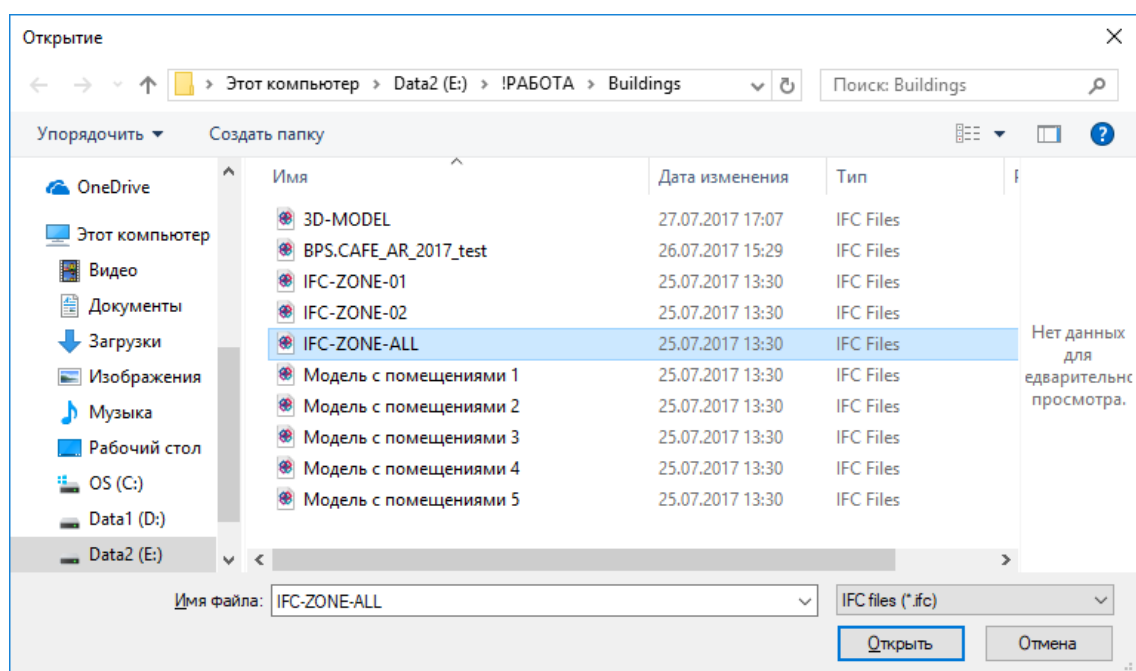 Открытие
Этот компьютер > Data2 (E:) > !РАБОТА > Buildings
Поиск: Buildings
Упорядочить
Создать папку
OneDrive
Этот компьютер
Видео
Документы
Загрузки
Изображения
Музыка
Рабочий стол
OS (C:)
Data1 (D:)
Data2 (E:)
Имя Дата изменения Тип
3D-MODEL 27.07.2017 17:07 IFC Files
BPS.CAFE_AR_2017_test 26.07.2017 15:29 IFC Files
IFC-ZONE-01 25.07.2017 13:30 IFC Files
IFC-ZONE-02 25.07.2017 13:30 IFC Files
IFC-ZONE-ALL 25.07.2017 13:30 IFC Files
Модель с помещениями 1 25.07.2017 13:30 IFC Files
Модель с помещениями 2 25.07.2017 13:30 IFC Files
Модель с помещениями 3 25.07.2017 13:30 IFC Files
Модель с помещениями 4 25.07.2017 13:30 IFC Files
Модель с помещениями 5 25.07.2017 13:30 IFC Files
Нет данных
для
едварительнс
просмотра.
Имя файла: IFC-ZONE-ALL
IFC files (*.ifc)
Открыть
Отмена